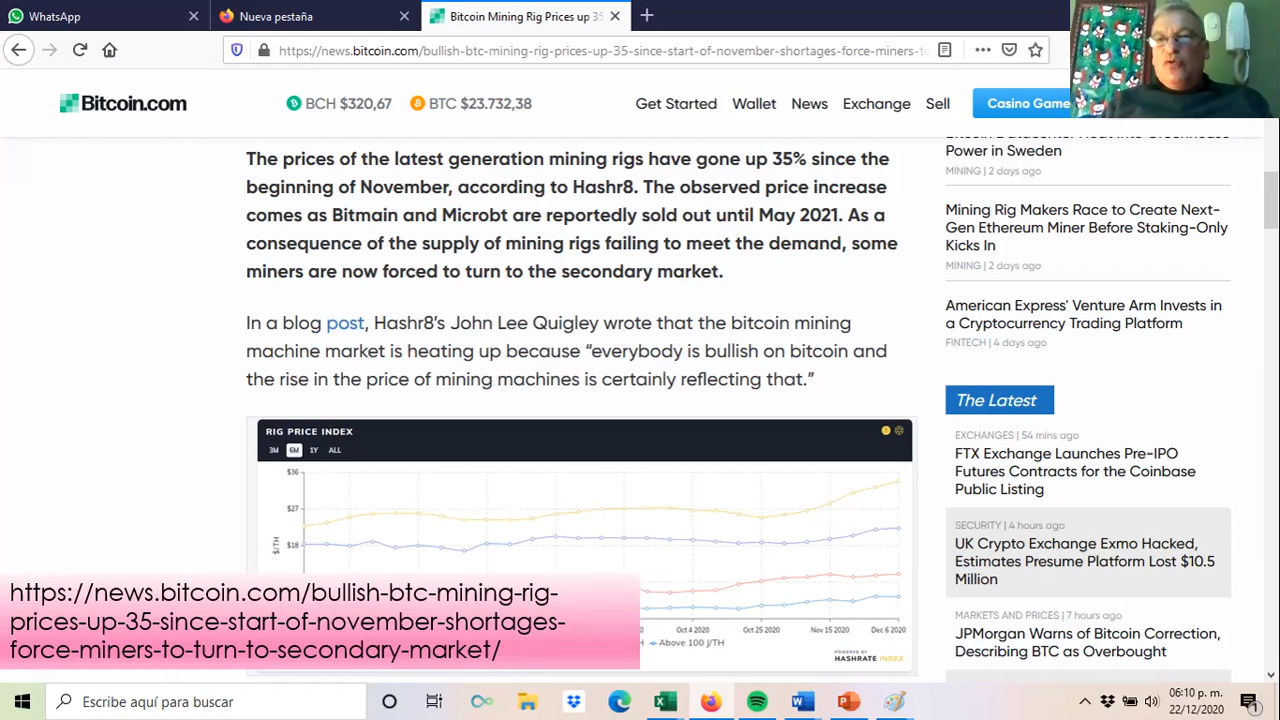 WhatsApp
Nueva pestaña
Bitcoin Mining Rig Prices up 35
https://news.bitcoin.com/bullish-btc-mining-rig-prices-up-35-since-start-of-november-shortages-force-miners-to
Bitcoin.com
BCH $320,67
BTC $23.732,38
Get Started
Wallet
News
Exchange
Sell
Casino Game
The prices of the latest generation mining rigs have gone up 35% since the
beginning of November, according to Hashr8. The observed price increase
comes as Bitmain and Microbt are reportedly sold out until May 2021. As a
consequence of the supply of mining rigs failing to meet the demand, some
miners are now forced to turn to the secondary market.
In a blog post, Hashr8's John Lee Quigley wrote that the bitcoin mining
machine market is heating up because “everybody is bullish on bitcoin and
the rise in the price of mining machines is certainly reflecting that.”
RIG PRICE INDEX
3M 6M 1Y ALL
$36
$27
$18
$/TH
Oct 4 2020
Oct 25 2020
Nov 15 2020
Dec 6 2020
Above 100 J/TH
POWERED BY
HASHRATE INDEX
https://news.bitcoin.com/bullish-btc-mining-rig-
prices-up-35-since-start-of-november-shortages-
force-miners-to-turn-to-secondary-market/
Power in Sweden
MINING | 2 days ago
Mining Rig Makers Race to Create Next-
Gen Ethereum Miner Before Staking-Only
Kicks In
MINING | 2 days ago
American Express' Venture Arm Invests in
a Cryptocurrency Trading Platform
FINTECH | 4 days ago
The Latest
EXCHANGES | 54 mins ago
FTX Exchange Launches Pre-IPO
Futures Contracts for the Coinbase
Public Listing
SECURITY | 4 hours ago
UK Crypto Exchange Exmo Hacked,
Estimates Presume Platform Lost $10.5
Million
MARKETS AND PRICES | 7 hours ago
JPMorgan Warns of Bitcoin Correction,
Describing BTC as Overbought
Escribe aquí para buscar
06:10 p. m.
22/12/2020